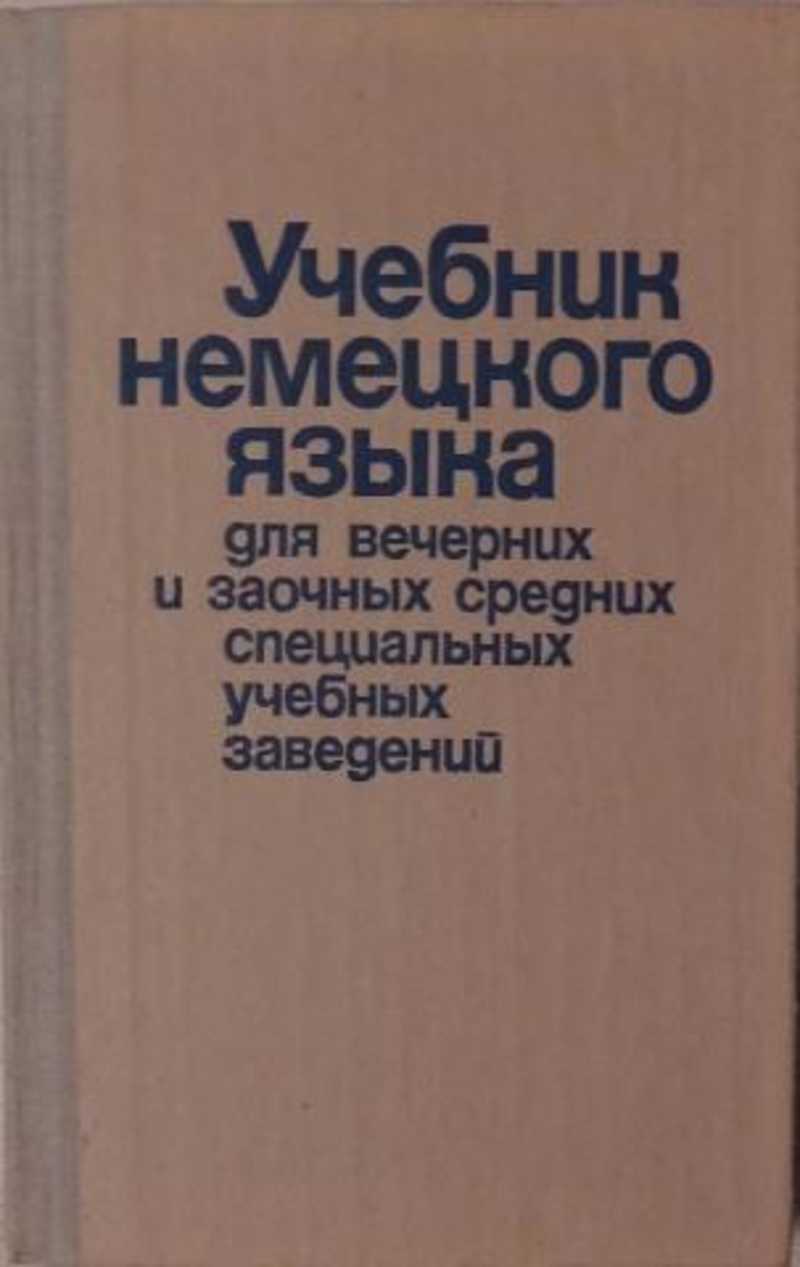 Учебник
немецкого
языка
для вечерних
и заочных средних
специальных
учебных
заведений